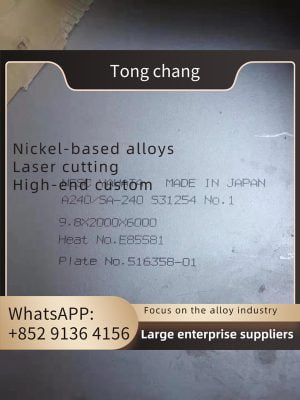 Tong chang
Nickel-based alloys
Laser cutting
High-end custom
MADE IN JAPAN
A240/SA-240 S31254 No.1
9.8X2000X6000
Heat No.E85581
Plate No.516358-01
WhatsAPP:
+852 9136 4156
Focus on the alloy industry
Large enterprise suppliers